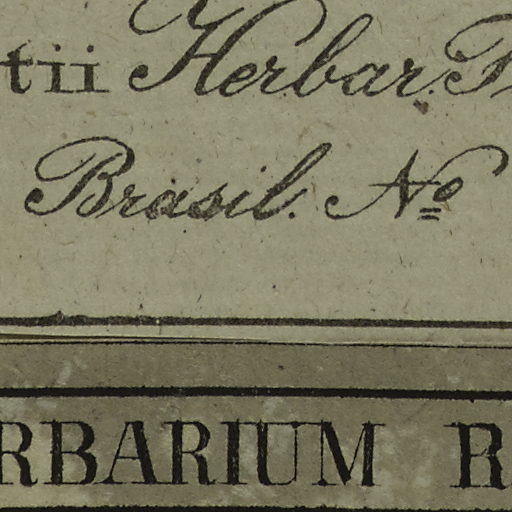 tii Herbar. F
Brasil. No
RBARIUM R